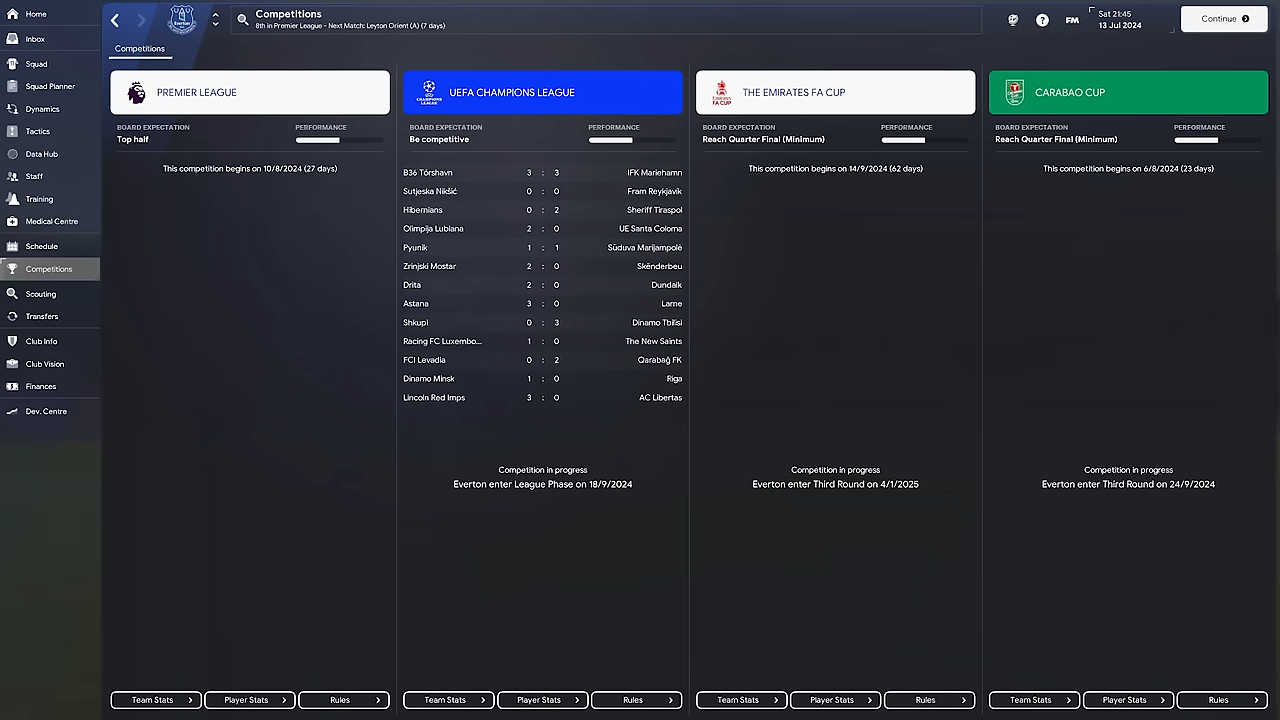 Home
Inbox
Squad
Squad Planner
Dynamics
Tactics
Data Hub
Staff
Training
Medical Centre
Schedule
Competitions
Scouting
Transfers
Club Info
Club Vision
Finances
Dev. Centre
Everton
Competitions
8th in Premier League - Next Match: Leyton Orient (A) (7 days)
FM
Sat 21:45
13 Jul 2024
Continue
Competitions
PREMIER LEAGUE
BOARD EXPECTATION PERFORMANCE
Top half
This competition begins on 10/8/2024 (27 days)
Team Stats Player Stats Rules
CHAMPIONS LEAGUE
UEFA CHAMPIONS LEAGUE
BOARD EXPECTATION PERFORMANCE
Be competitive
B36 Tórshavn 3 : 3 IFK Mariehamn
Sutjeska Nikšić 0 : 0 Fram Reykjavík
Hibernians 0 : 2 Sheriff Tiraspol
Olimpija Lubiana 2 : 0 UE Santa Coloma
Pyunik 1 : 1 Sūduva Marijampolė
Zrinjski Mostar 2 : 0 Skënderbeu
Drita 2 : 0 Dundalk
Astana 3 : 0 Larne
Shkupi 0 : 3 Dinamo Tbilisi
Racing FC Luxembo... 1 : 0 The New Saints
FCI Levadia 0 : 2 Qarabağ FK
Dinamo Minsk 1 : 0 Riga
Lincoln Red Imps 3 : 0 AC Libertas
Competition in progress
Everton enter League Phase on 18/9/2024
Team Stats Player Stats Rules
Emirates
FA CUP
THE EMIRATES FA CUP
BOARD EXPECTATION PERFORMANCE
Reach Quarter Final (Minimum)
This competition begins on 14/9/2024 (62 days)
Competition in progress
Everton enter Third Round on 4/1/2025
Team Stats Player Stats Rules
CARABAO CUP
BOARD EXPECTATION PERFORMANCE
Reach Quarter Final (Minimum)
This competition begins on 6/8/2024 (23 days)
Competition in progress
Everton enter Third Round on 24/9/2024
Team Stats Player Stats Rules